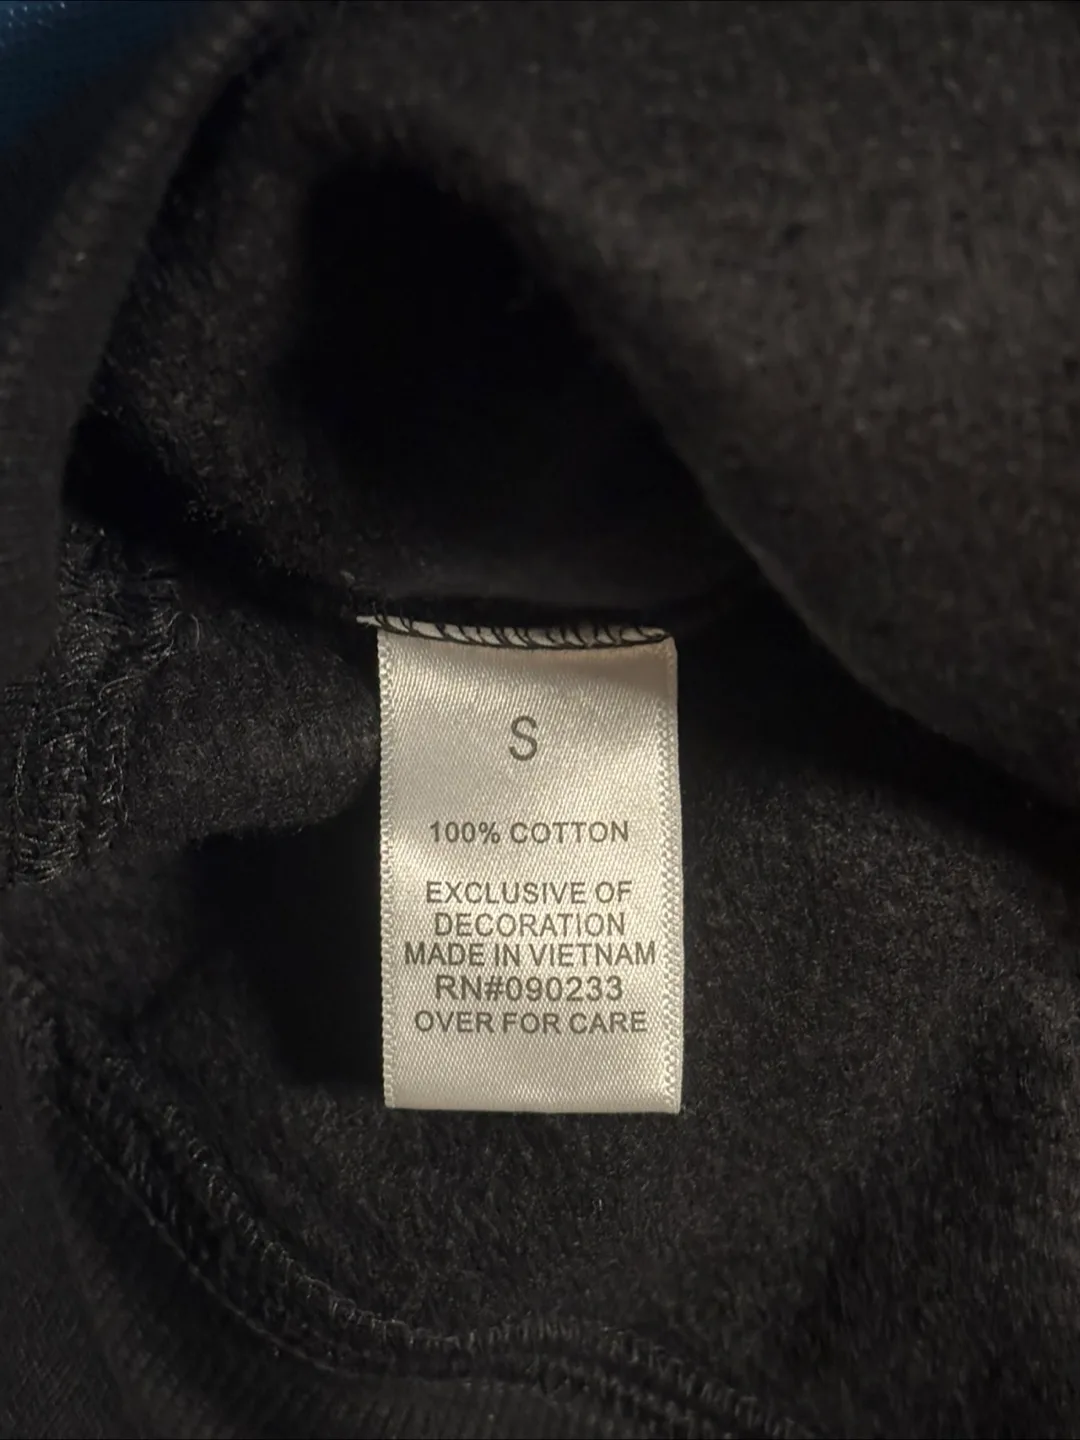 S
100% COTTON
EXCLUSIVE OF
DECORATION
MADE IN VIETNAM
RN#090233
OVER FOR CARE